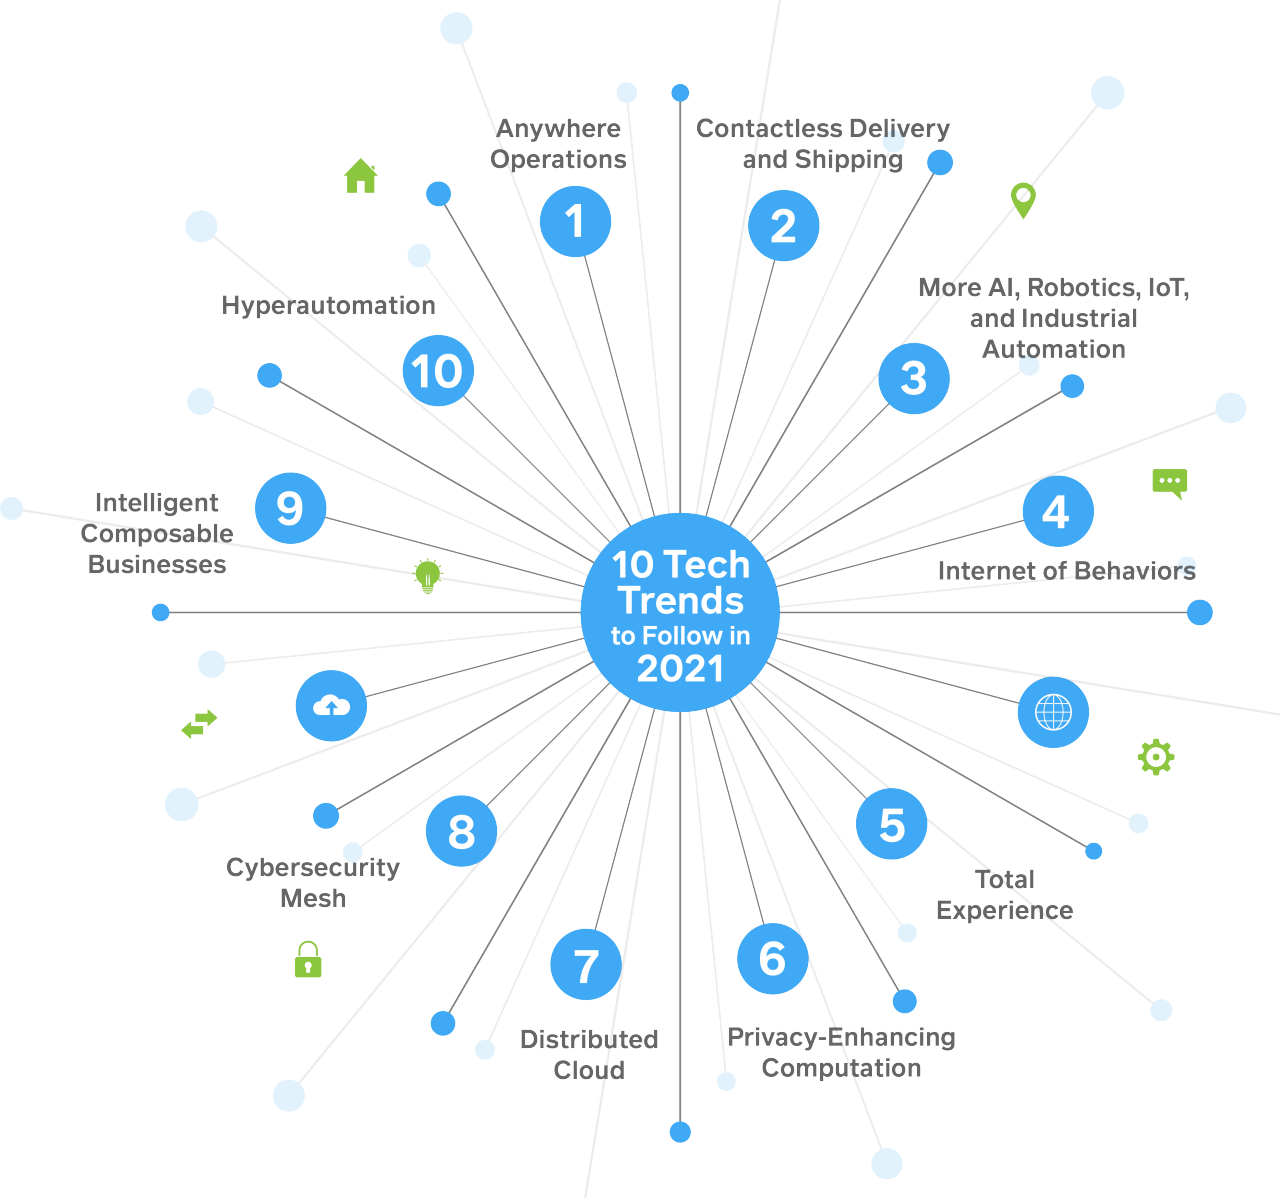 10 Tech
Trends
to Follow in
2021
1
Anywhere
Operations
2
Contactless Delivery
and Shipping
3
More AI, Robotics, IoT,
and Industrial
Automation
4
Internet of Behaviors
5
Total
Experience
6
Privacy-Enhancing
Computation
7
Distributed
Cloud
8
Cybersecurity
Mesh
9
Intelligent
Composable
Businesses
10
Hyperautomation